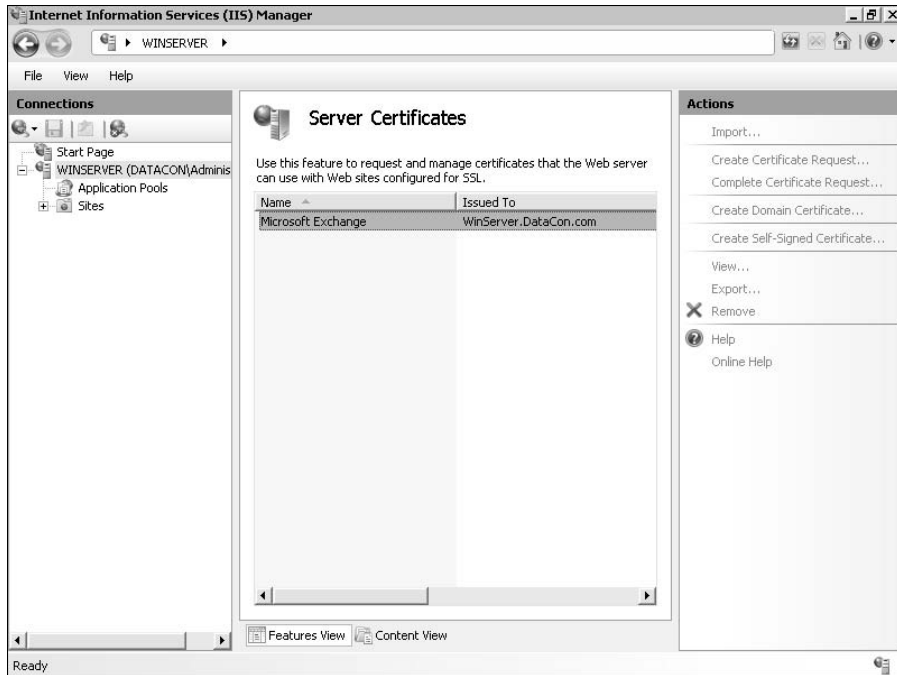 Internet Information Services (IIS) Manager
WINSERVER
File View Help
Connections
Start Page
WINSERVER (DATACON\Adminis
Application Pools
Sites
Server Certificates
Use this feature to request and manage certificates that the Web server
can use with Web sites configured for SSL.
Name Issued To
Microsoft Exchange WinServer.DataCon.com
Features View Content View
Actions
Import...
Create Certificate Request...
Complete Certificate Request...
Create Domain Certificate...
Create Self-Signed Certificate...
View...
Export...
Remove
Help
Online Help
Ready